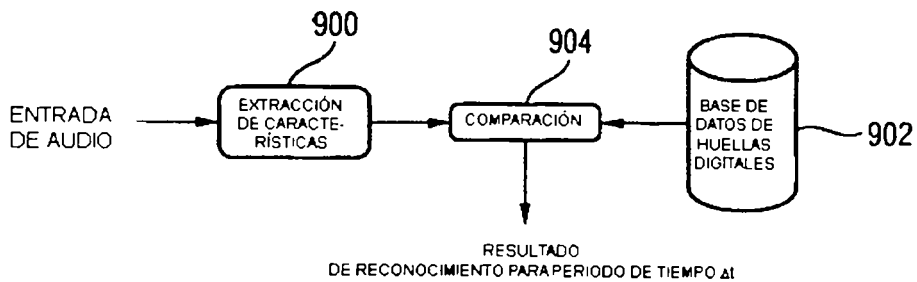 900
904
ENTRADA
DE AUDIO
EXTRACCIÓN
DE CARACTE-
RÍSTICAS
COMPARACIÓN
BASE DE
DATOS DE
HUELLAS
DIGITALES
902
RESULTADO
DE RECONOCIMIENTO PARA PERIODO DE TIEMPO Δt